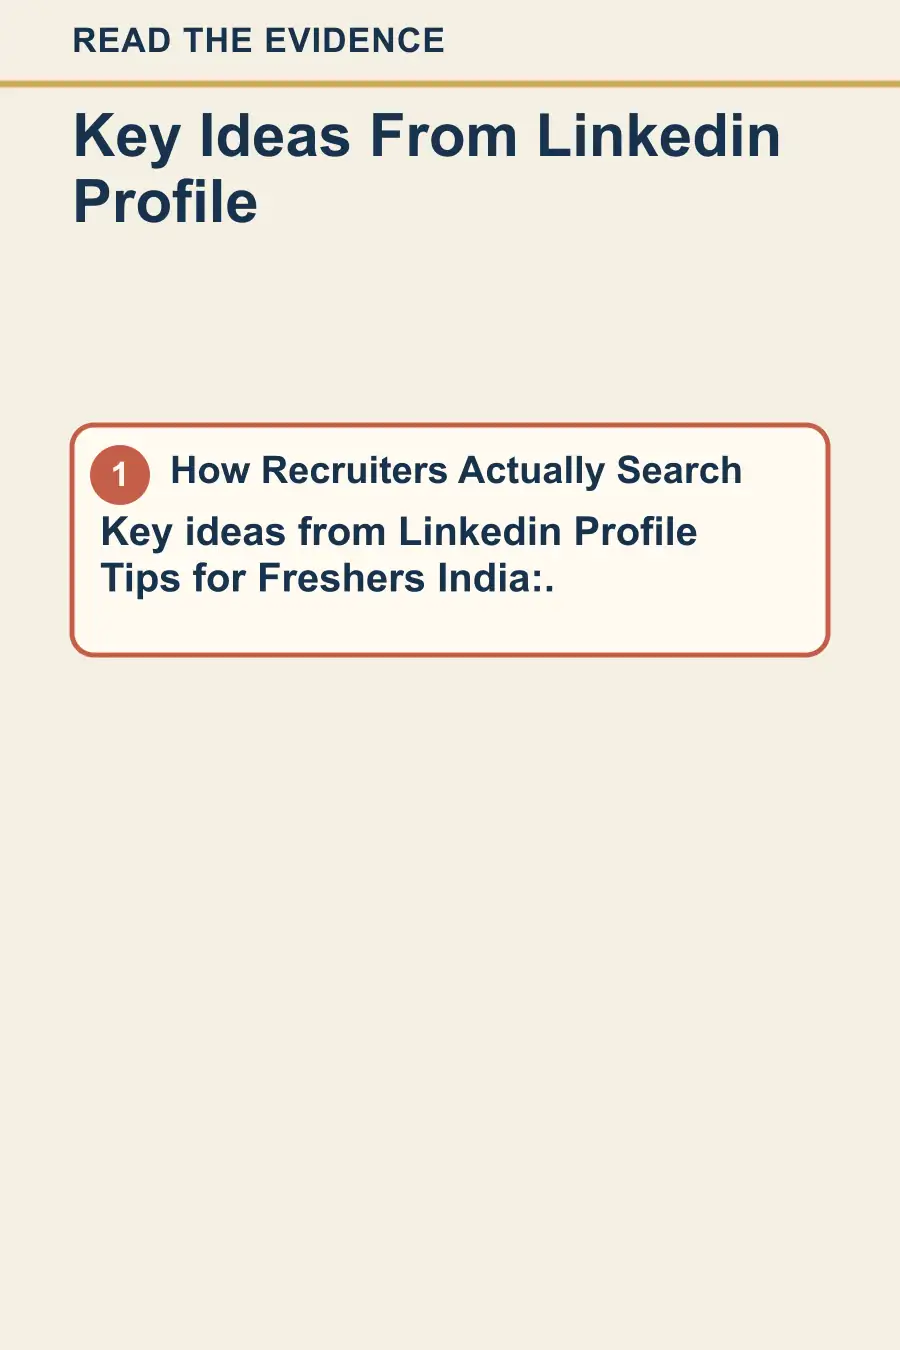 READ THE EVIDENCE
Key Ideas From Linkedin
Profile
1 How Recruiters Actually Search
Key ideas from Linkedin Profile
Tips for Freshers India:.